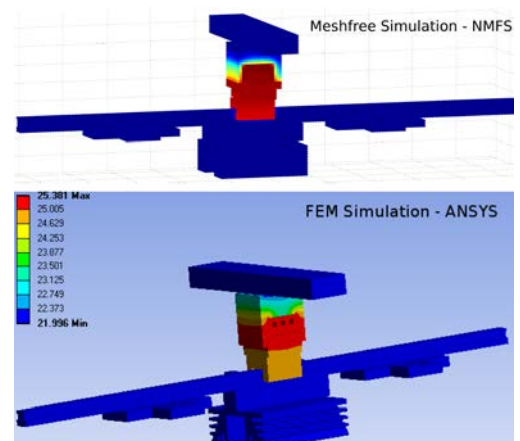 Meshfree Simulation - NMFS
25.381 Max
25.005
24.629
24.253
23.877
23.501
23.125
22.749
22.373
21.996 Min
FEM Simulation - ANSYS